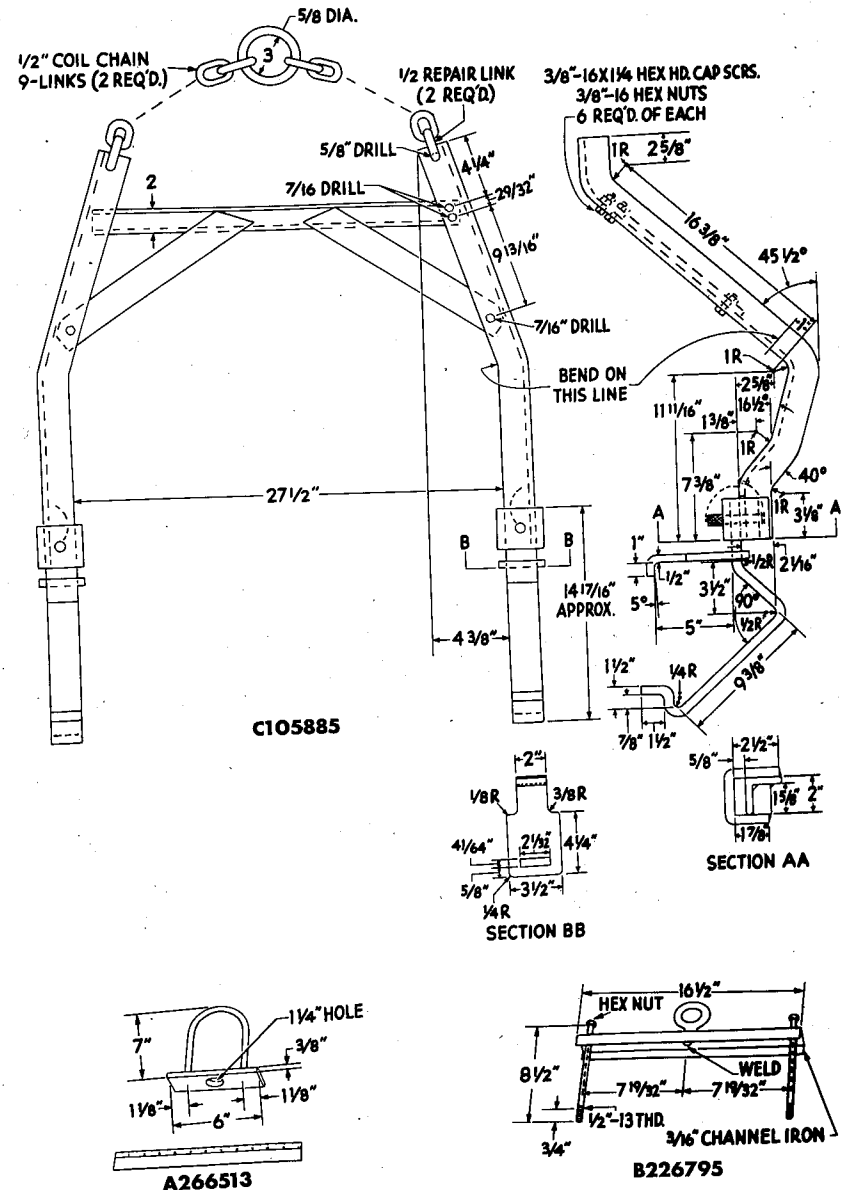 5/8 DIA.
1/2" COIL CHAIN
9-LINKS (2 REQ'D.)
3
1/2 REPAIR LINK
(2 REQ'D.)
5/8" DRILL
7/16 DRILL
2
4 1/4"
29/32"
9 13/16"
7/16" DRILL
BEND ON
THIS LINE
27 1/2"
B B
14 17/16"
APPROX.
4 3/8"
C105885
3/8"-16X1 1/4 HEX HD. CAP SCRS.
3/8"-16 HEX NUTS
6 REQ'D. OF EACH
1R
2 5/8"
16 3/8"
45 1/2°
1R
2 5/8"
16 1/2°
11 11/16"
1 3/8"
1R
7 3/8"
40°
1R
3 1/8"
A A
1"
1/2"
1/2R
2 1/16"
3 1/2"
5°
90°
1/2R
5"
9 3/8"
1 1/2"
1/4 R
7/8"
1 1/2"
2"
1/8 R
3/8R
41/64"
2 1/32"
4 1/4"
5/8"
3 1/2"
1/4 R
SECTION BB
2 1/2"
5/8"
1 5/8"
2"
1 7/8"
SECTION AA
7"
1 1/4" HOLE
3/8"
1 1/8"
1 1/8"
6"
A266513
16 1/2"
HEX NUT
8 1/2"
WELD
7 19/32"
7 19/32"
1/2"-13 THD.
3/4"
3/16" CHANNEL IRON
B226795